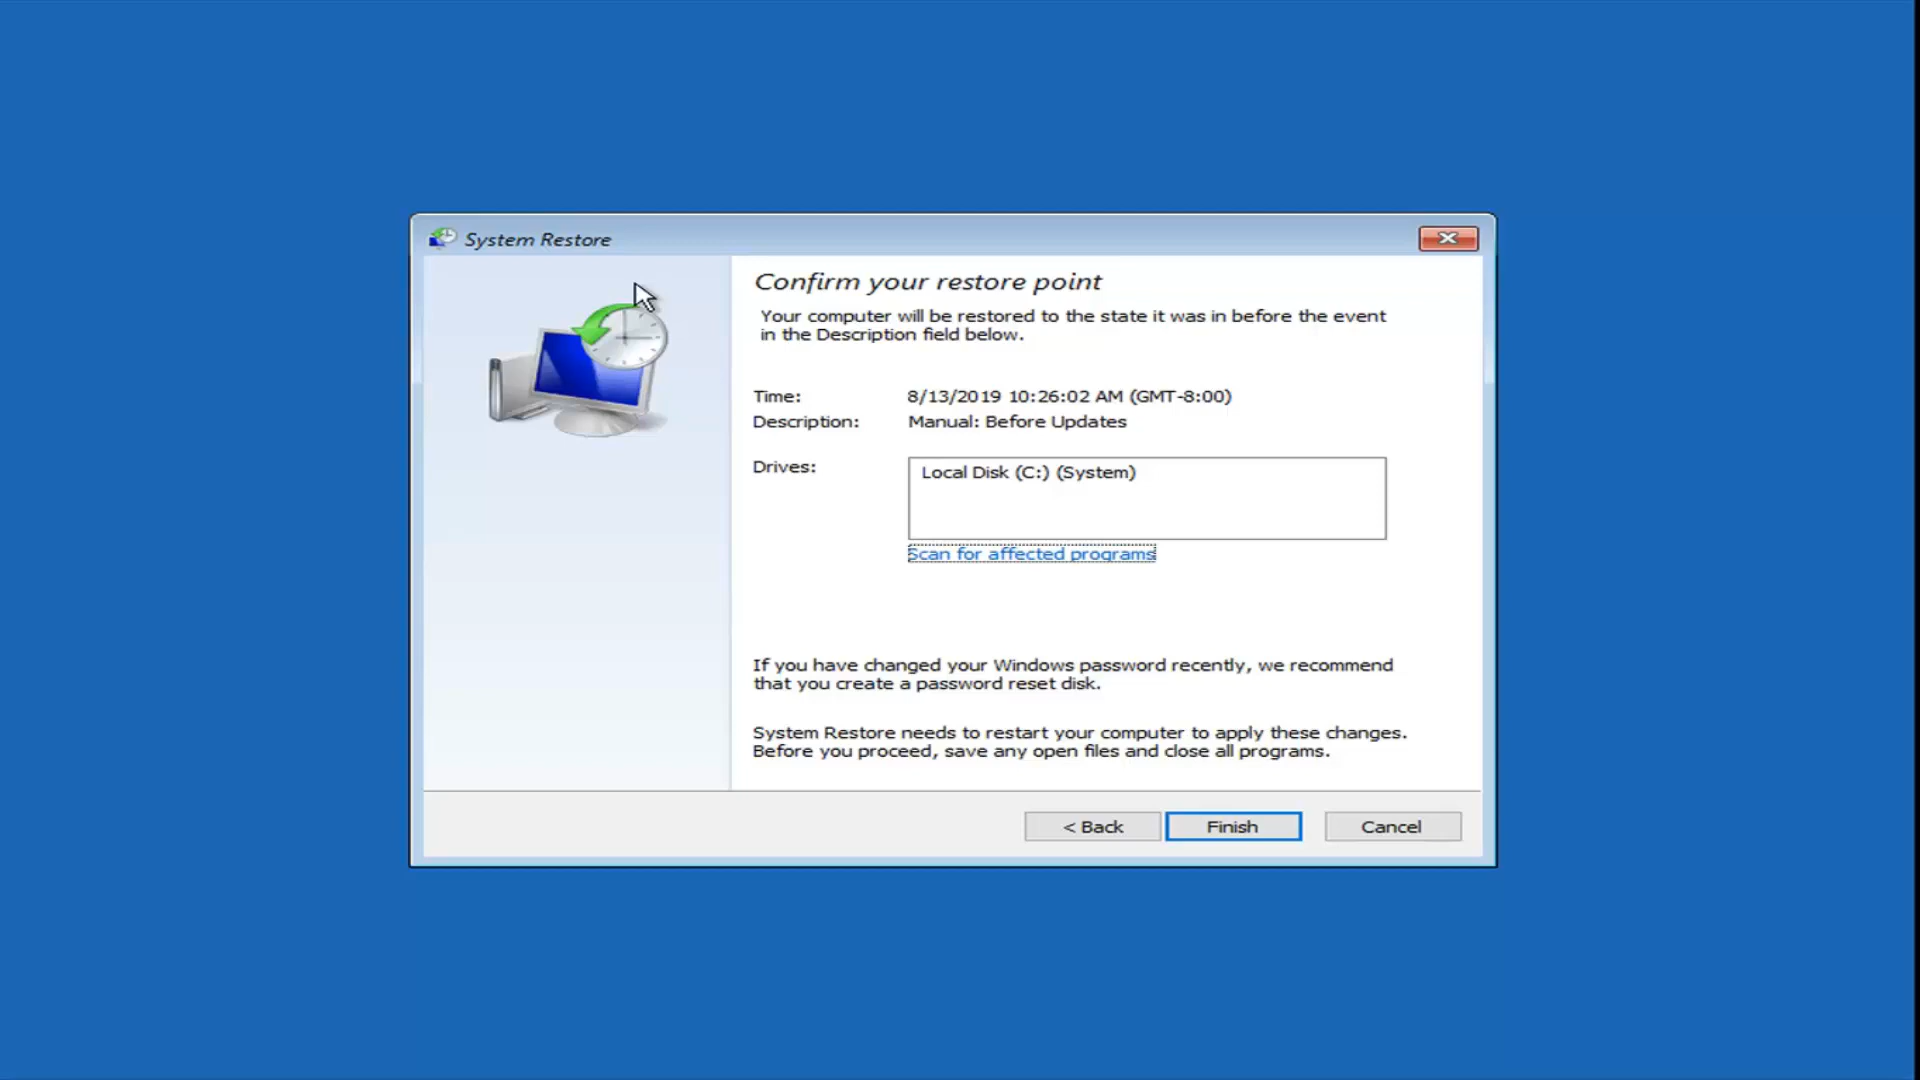 System Restore
Confirm your restore point
Your computer will be restored to the state it was in before the event
in the Description field below.
Time: 8/13/2019 10:26:02 AM (GMT-8:00)
Description: Manual: Before Updates
Drives: Local Disk (C:) (System)
Scan for affected programs
If you have changed your Windows password recently, we recommend
that you create a password reset disk.
System Restore needs to restart your computer to apply these changes.
Before you proceed, save any open files and close all programs.
< Back Finish Cancel